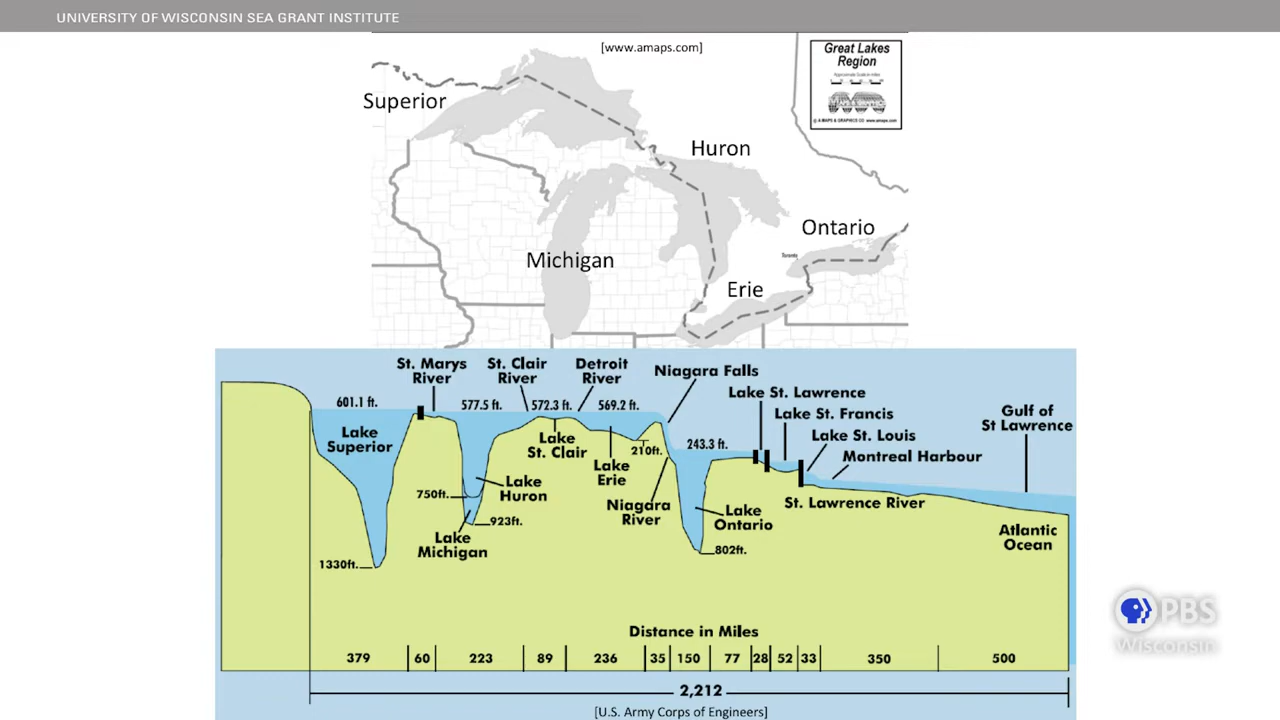 UNIVERSITY OF WISCONSIN SEA GRANT INSTITUTE
[www.amaps.com]
Great Lakes
Region
Superior
Huron
Ontario
Toronto
Michigan
Erie
St. Marys
River
St. Clair
River
Detroit
River
Niagara Falls
Lake St. Lawrence
Lake St. Francis
Lake St. Louis
Montreal Harbour
Gulf of
St Lawrence
601.1 ft.
577.5 ft.
572.3 ft.
569.2 ft.
243.3 ft.
Lake
Superior
Lake
St. Clair
210ft.
Lake
Erie
Lake
Huron
750ft.
923ft.
Lake
Michigan
Niagara
River
Lake
Ontario
802ft.
St. Lawrence River
Atlantic
Ocean
1330ft.
PBS
Wisconsin
Distance in Miles
379 60 223 89 236 35 150 77 28 52 33 350 500
2,212
[U.S. Army Corps of Engineers]